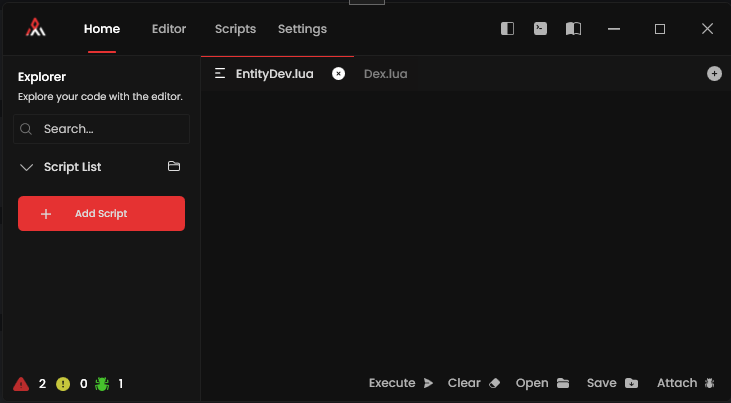 Home Editor Scripts Settings
Explorer
Explore your code with the editor.
Search...
Script List
Add Script
EntityDev.lua Dex.lua
2 0 1
Execute Clear Open Save Attach